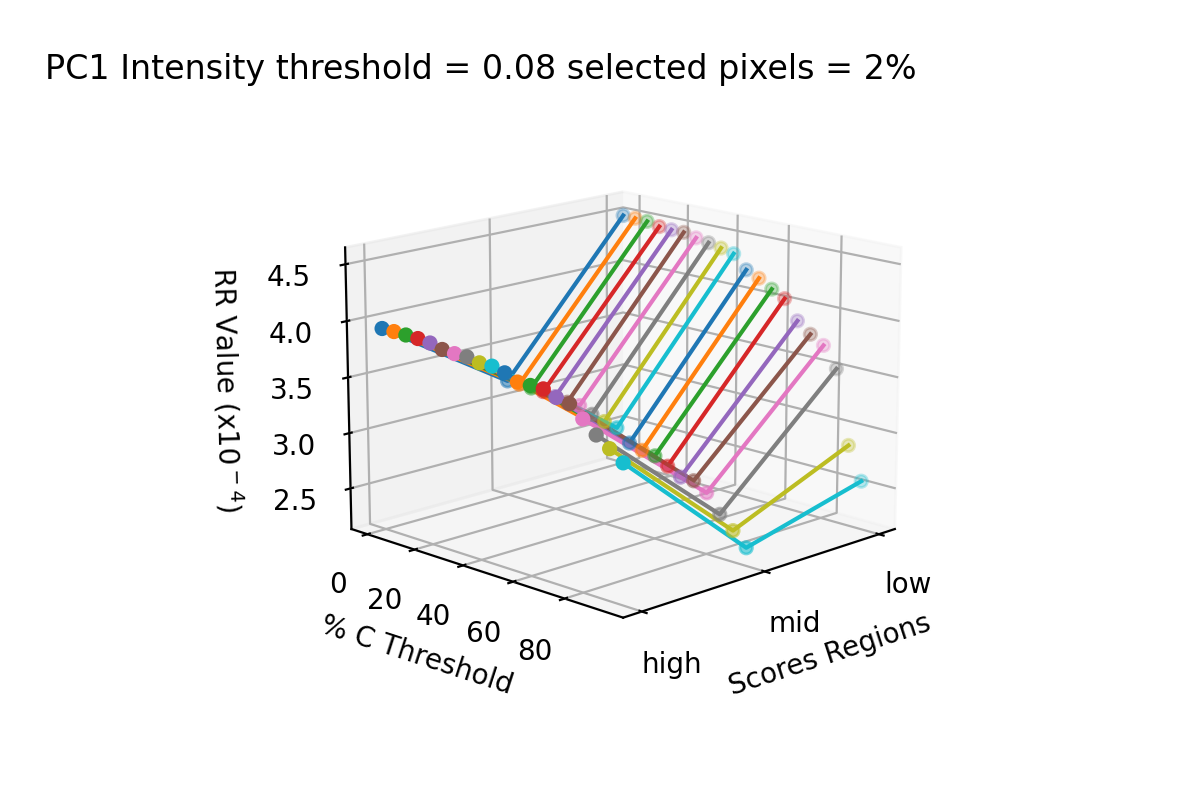 PC1 Intensity threshold = 0.08 selected pixels = 2%
4.5
4.0
3.5
3.0
2.5
RR Value (x10⁻⁴)
0
20
40
60
80
% C Threshold
high
mid
low
Scores Regions